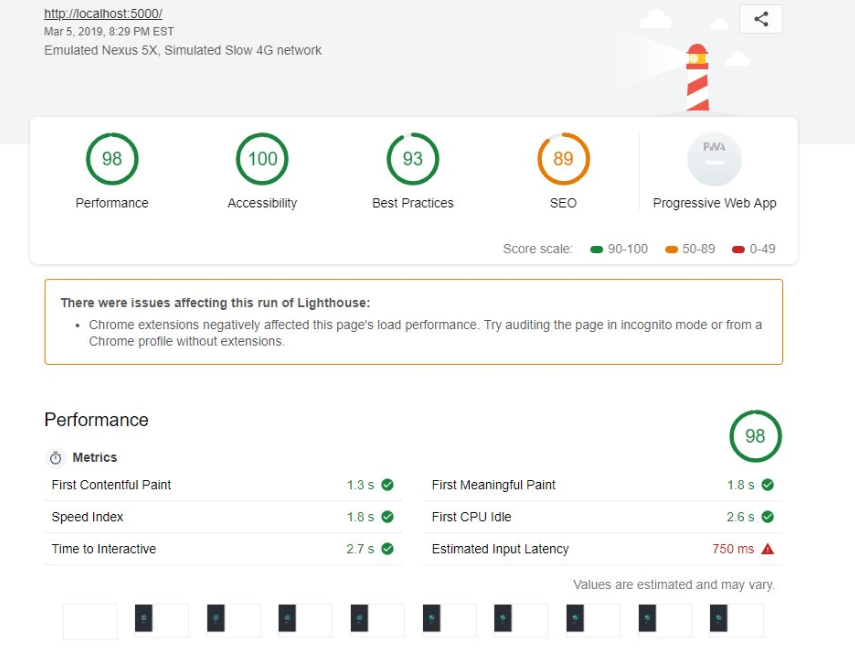 http://localhost:5000/
Mar 5, 2019, 8:29 PM EST
Emulated Nexus 5X, Simulated Slow 4G network
98
100
93
89
PWA
Performance
Accessibility
Best Practices
SEO
Progressive Web App
Score scale:
90-100
50-89
0-49
There were issues affecting this run of Lighthouse:
Chrome extensions negatively affected this page's load performance. Try auditing the page in incognito mode or from a
Chrome profile without extensions.
Performance
98
Metrics
First Contentful Paint 1.3 s
First Meaningful Paint 1.8 s
Speed Index 1.8 s
First CPU Idle 2.6 s
Time to Interactive 2.7 s
Estimated Input Latency 750 ms
Values are estimated and may vary.